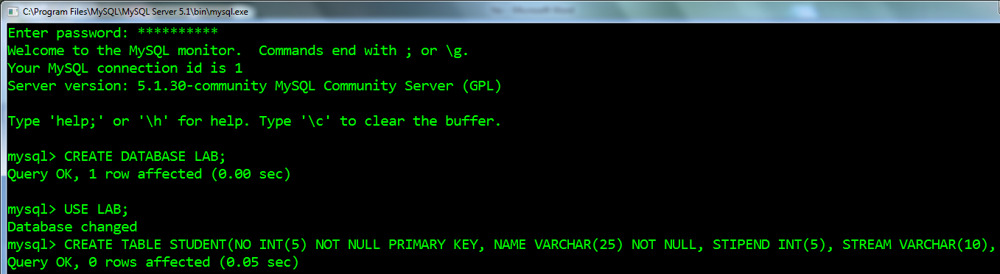 C:\Program Files\MySQL\MySQL Server 5.1\bin\mysql.exe
Enter password: **********
Welcome to the MySQL monitor.  Commands end with ; or \g.
Your MySQL connection id is 1
Server version: 5.1.30-community MySQL Community Server (GPL)
Type 'help;' or '\h' for help. Type '\c' to clear the buffer.
mysql> CREATE DATABASE LAB;
Query OK, 1 row affected (0.00 sec)
mysql> USE LAB;
Database changed
mysql> CREATE TABLE STUDENT(NO INT(5) NOT NULL PRIMARY KEY, NAME VARCHAR(25) NOT NULL, STIPEND INT(5), STREAM VARCHAR(10),
Query OK, 0 rows affected (0.05 sec)